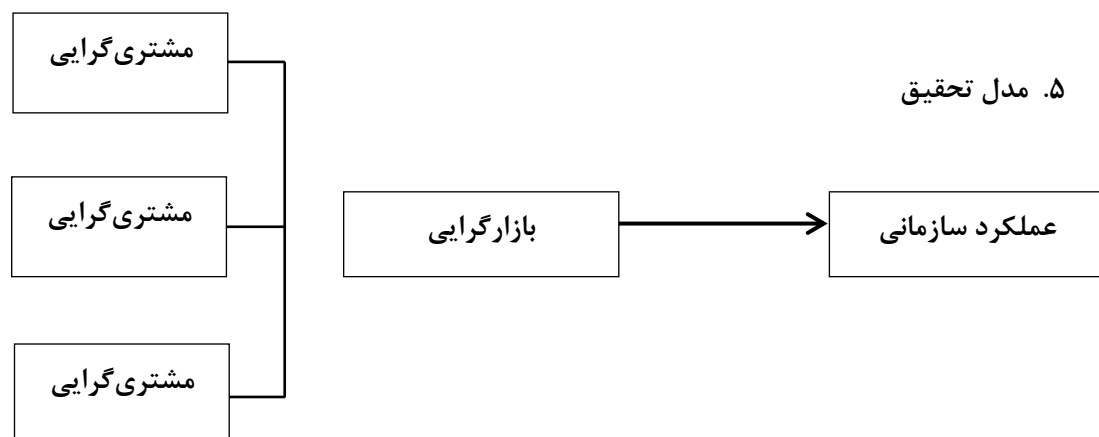 ۵. مدل تحقیق
مشتری‌گرایی
مشتری‌گرایی
بازارگرایی
عملکرد سازمانی
مشتری‌گرایی